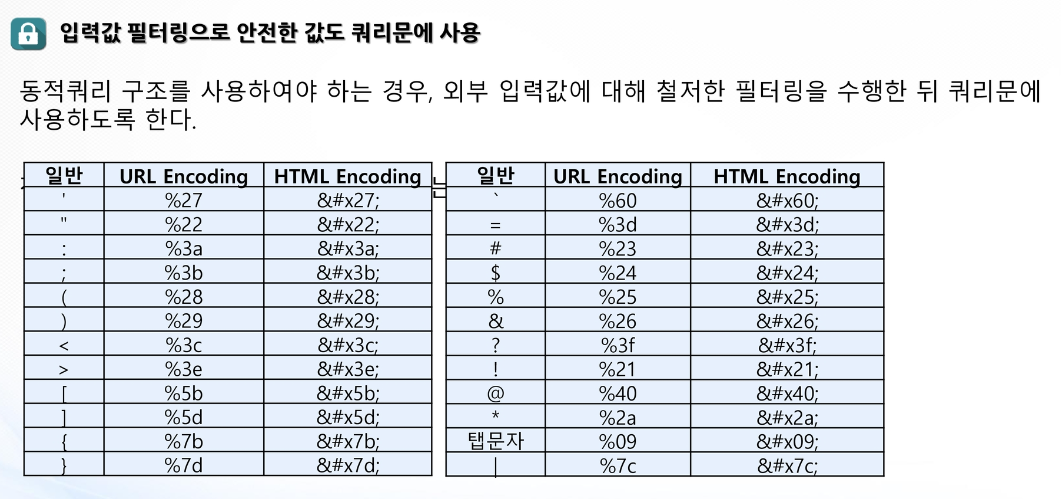 입력값 필터링으로 안전한 값도 쿼리문에 사용
동적쿼리 구조를 사용하여야 하는 경우, 외부 입력값에 대해 철저한 필터링을 수행한 뒤 쿼리문에
사용하도록 한다.
일반 URL Encoding HTML Encoding
' %27 &#x27;
" %22 &#x22;
: %3a &#x3a;
; %3b &#x3b;
( %28 &#x28;
) %29 &#x29;
< %3c &#x3c;
> %3e &#x3e;
[ %5b &#x5b;
] %5d &#x5d;
{ %7b &#x7b;
} %7d &#x7d;
일반 URL Encoding HTML Encoding
` %60 &#x60;
= %3d &#x3d;
# %23 &#x23;
$ %24 &#x24;
% %25 &#x25;
& %26 &#x26;
? %3f &#x3f;
! %21 &#x21;
@ %40 &#x40;
* %2a &#x2a;
탭문자 %09 &#x09;
| %7c &#x7c;